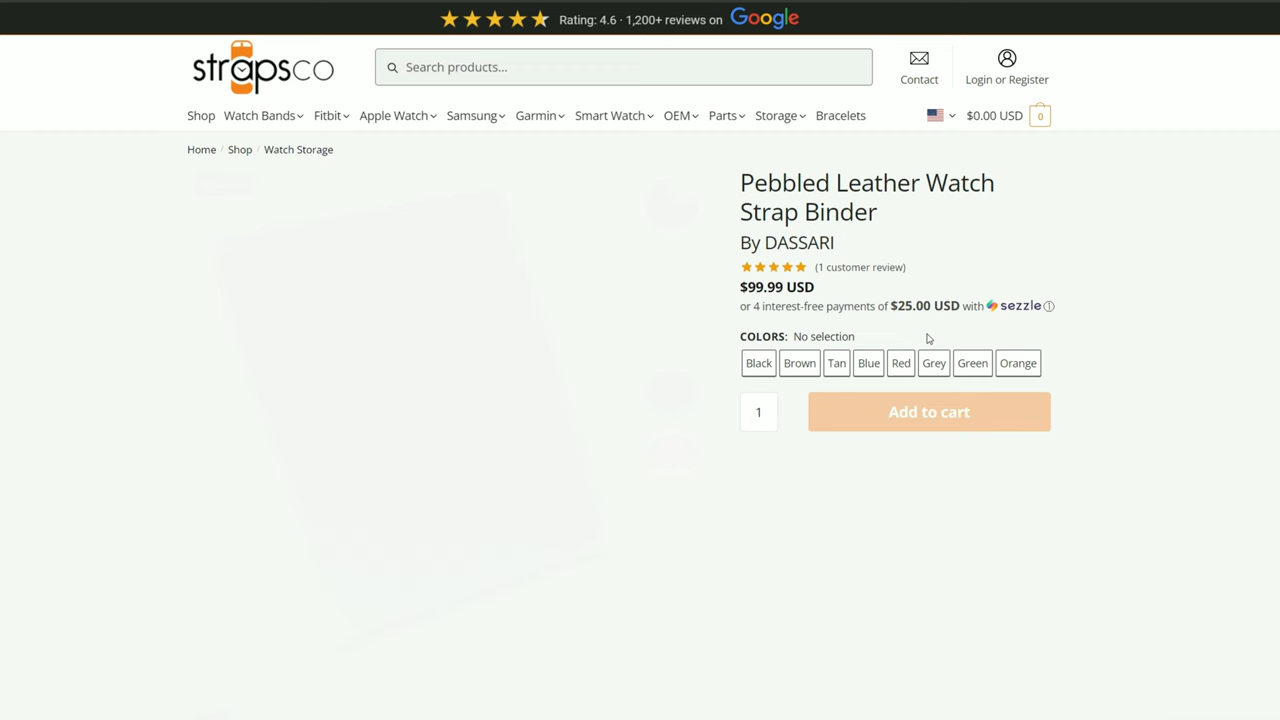 Rating: 4.6 · 1,200+ reviews on Google
strapsco
Search products...
Contact
Login or Register
Shop Watch Bands Fitbit Apple Watch Samsung Garmin Smart Watch OEM Parts Storage Bracelets $0.00 USD 0
Home / Shop / Watch Storage
Pebbled Leather Watch
Strap Binder
By DASSARI
(1 customer review)
$99.99 USD
or 4 interest-free payments of $25.00 USD with sezzle
COLORS: No selection
Black Brown Tan Blue Red Grey Green Orange
1 Add to cart